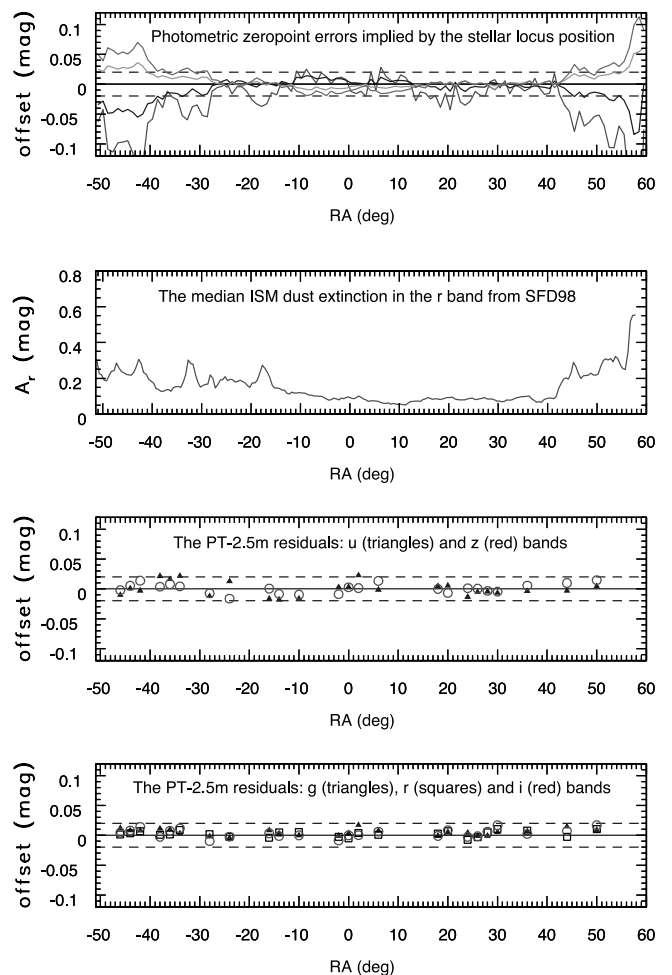 Photometric zeropoint errors implied by the stellar locus position
offset (mag)
0.1
0.05
0
-0.05
-0.1
-50 -40 -30 -20 -10 0 10 20 30 40 50 60
RA (deg)
The median ISM dust extinction in the r band from SFD98
A_r (mag)
0.8
0.6
0.4
0.2
0
-50 -40 -30 -20 -10 0 10 20 30 40 50 60
RA (deg)
The PT-2.5m residuals: u (triangles) and z (red) bands
offset (mag)
0.1
0.05
0
-0.05
-0.1
-50 -40 -30 -20 -10 0 10 20 30 40 50 60
RA (deg)
The PT-2.5m residuals: g (triangles), r (squares) and i (red) bands
offset (mag)
0.1
0.05
0
-0.05
-0.1
-50 -40 -30 -20 -10 0 10 20 30 40 50 60
RA (deg)